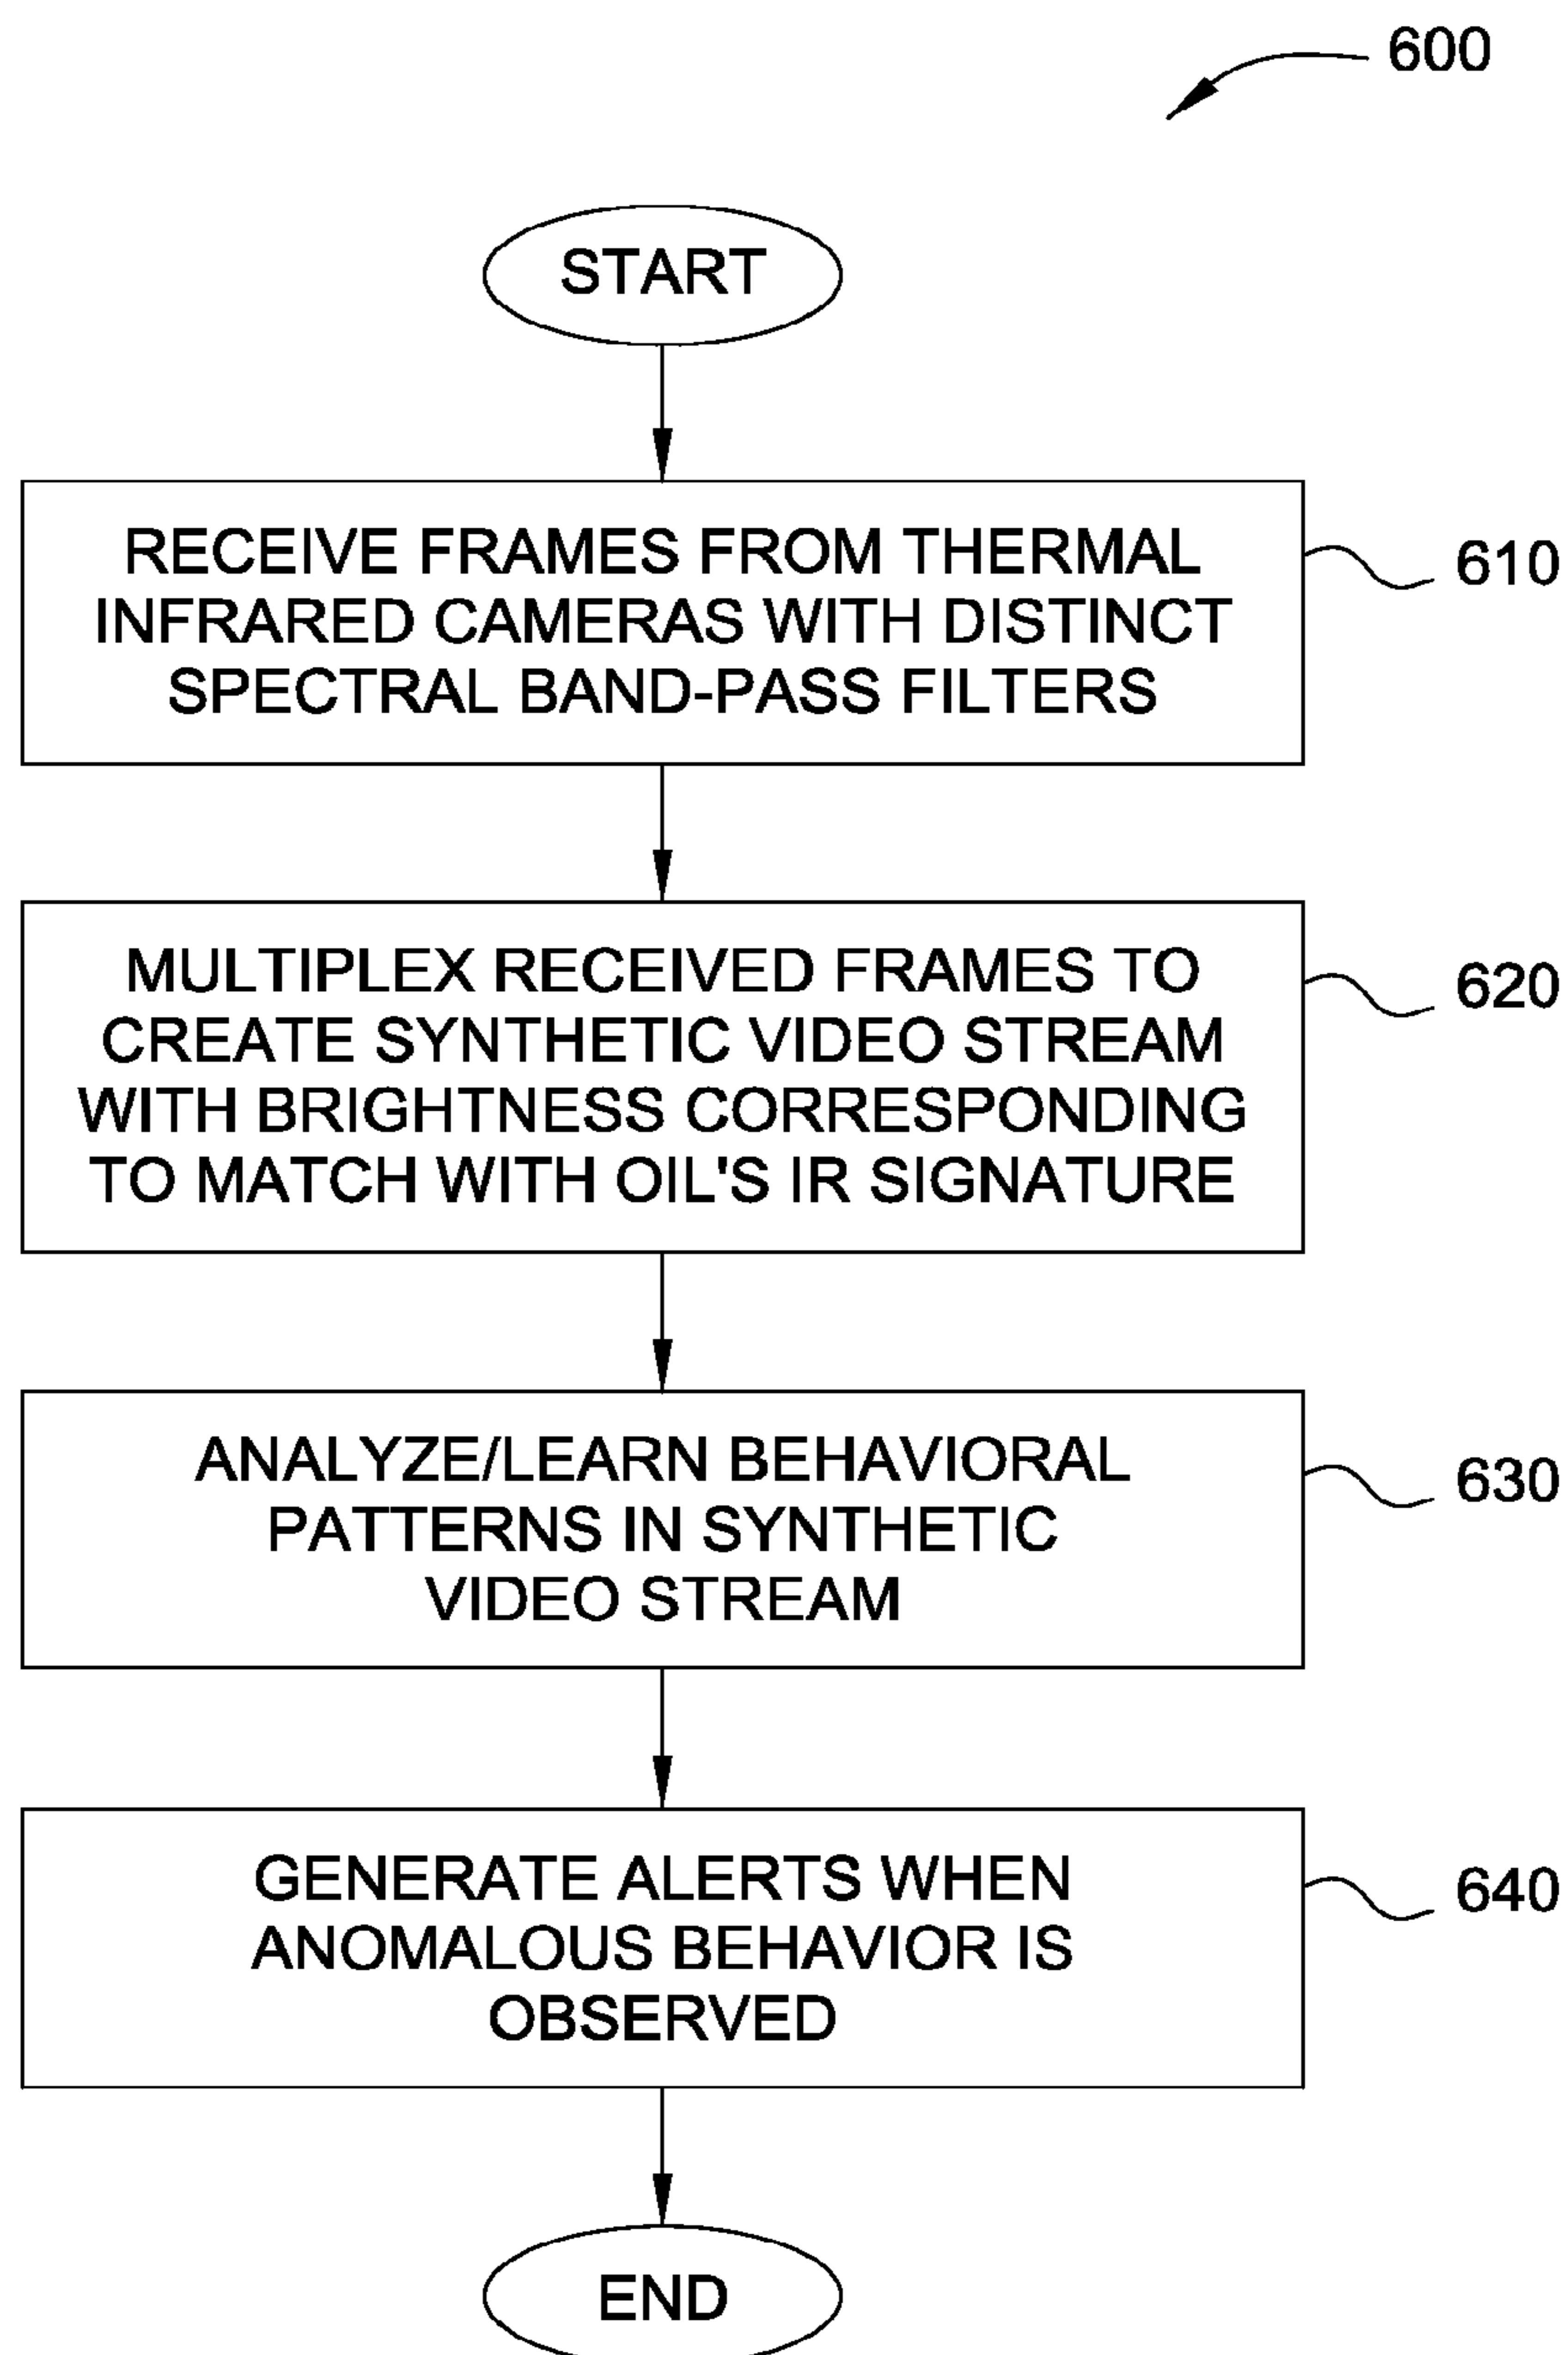 600
START
RECEIVE FRAMES FROM THERMAL
INFRARED CAMERAS WITH DISTINCT
SPECTRAL BAND-PASS FILTERS
610
MULTIPLEX RECEIVED FRAMES TO
CREATE SYNTHETIC VIDEO STREAM
WITH BRIGHTNESS CORRESPONDING
TO MATCH WITH OIL'S IR SIGNATURE
620
ANALYZE/LEARN BEHAVIORAL
PATTERNS IN SYNTHETIC
VIDEO STREAM
630
GENERATE ALERTS WHEN
ANOMALOUS BEHAVIOR IS
OBSERVED
640
END